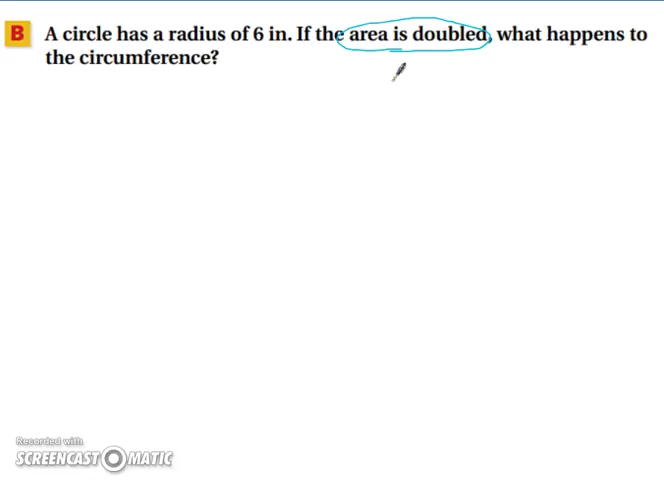 B A circle has a radius of 6 in. If the area is doubled, what happens to
the circumference?
Recorded with
SCREENCAST O MATIC